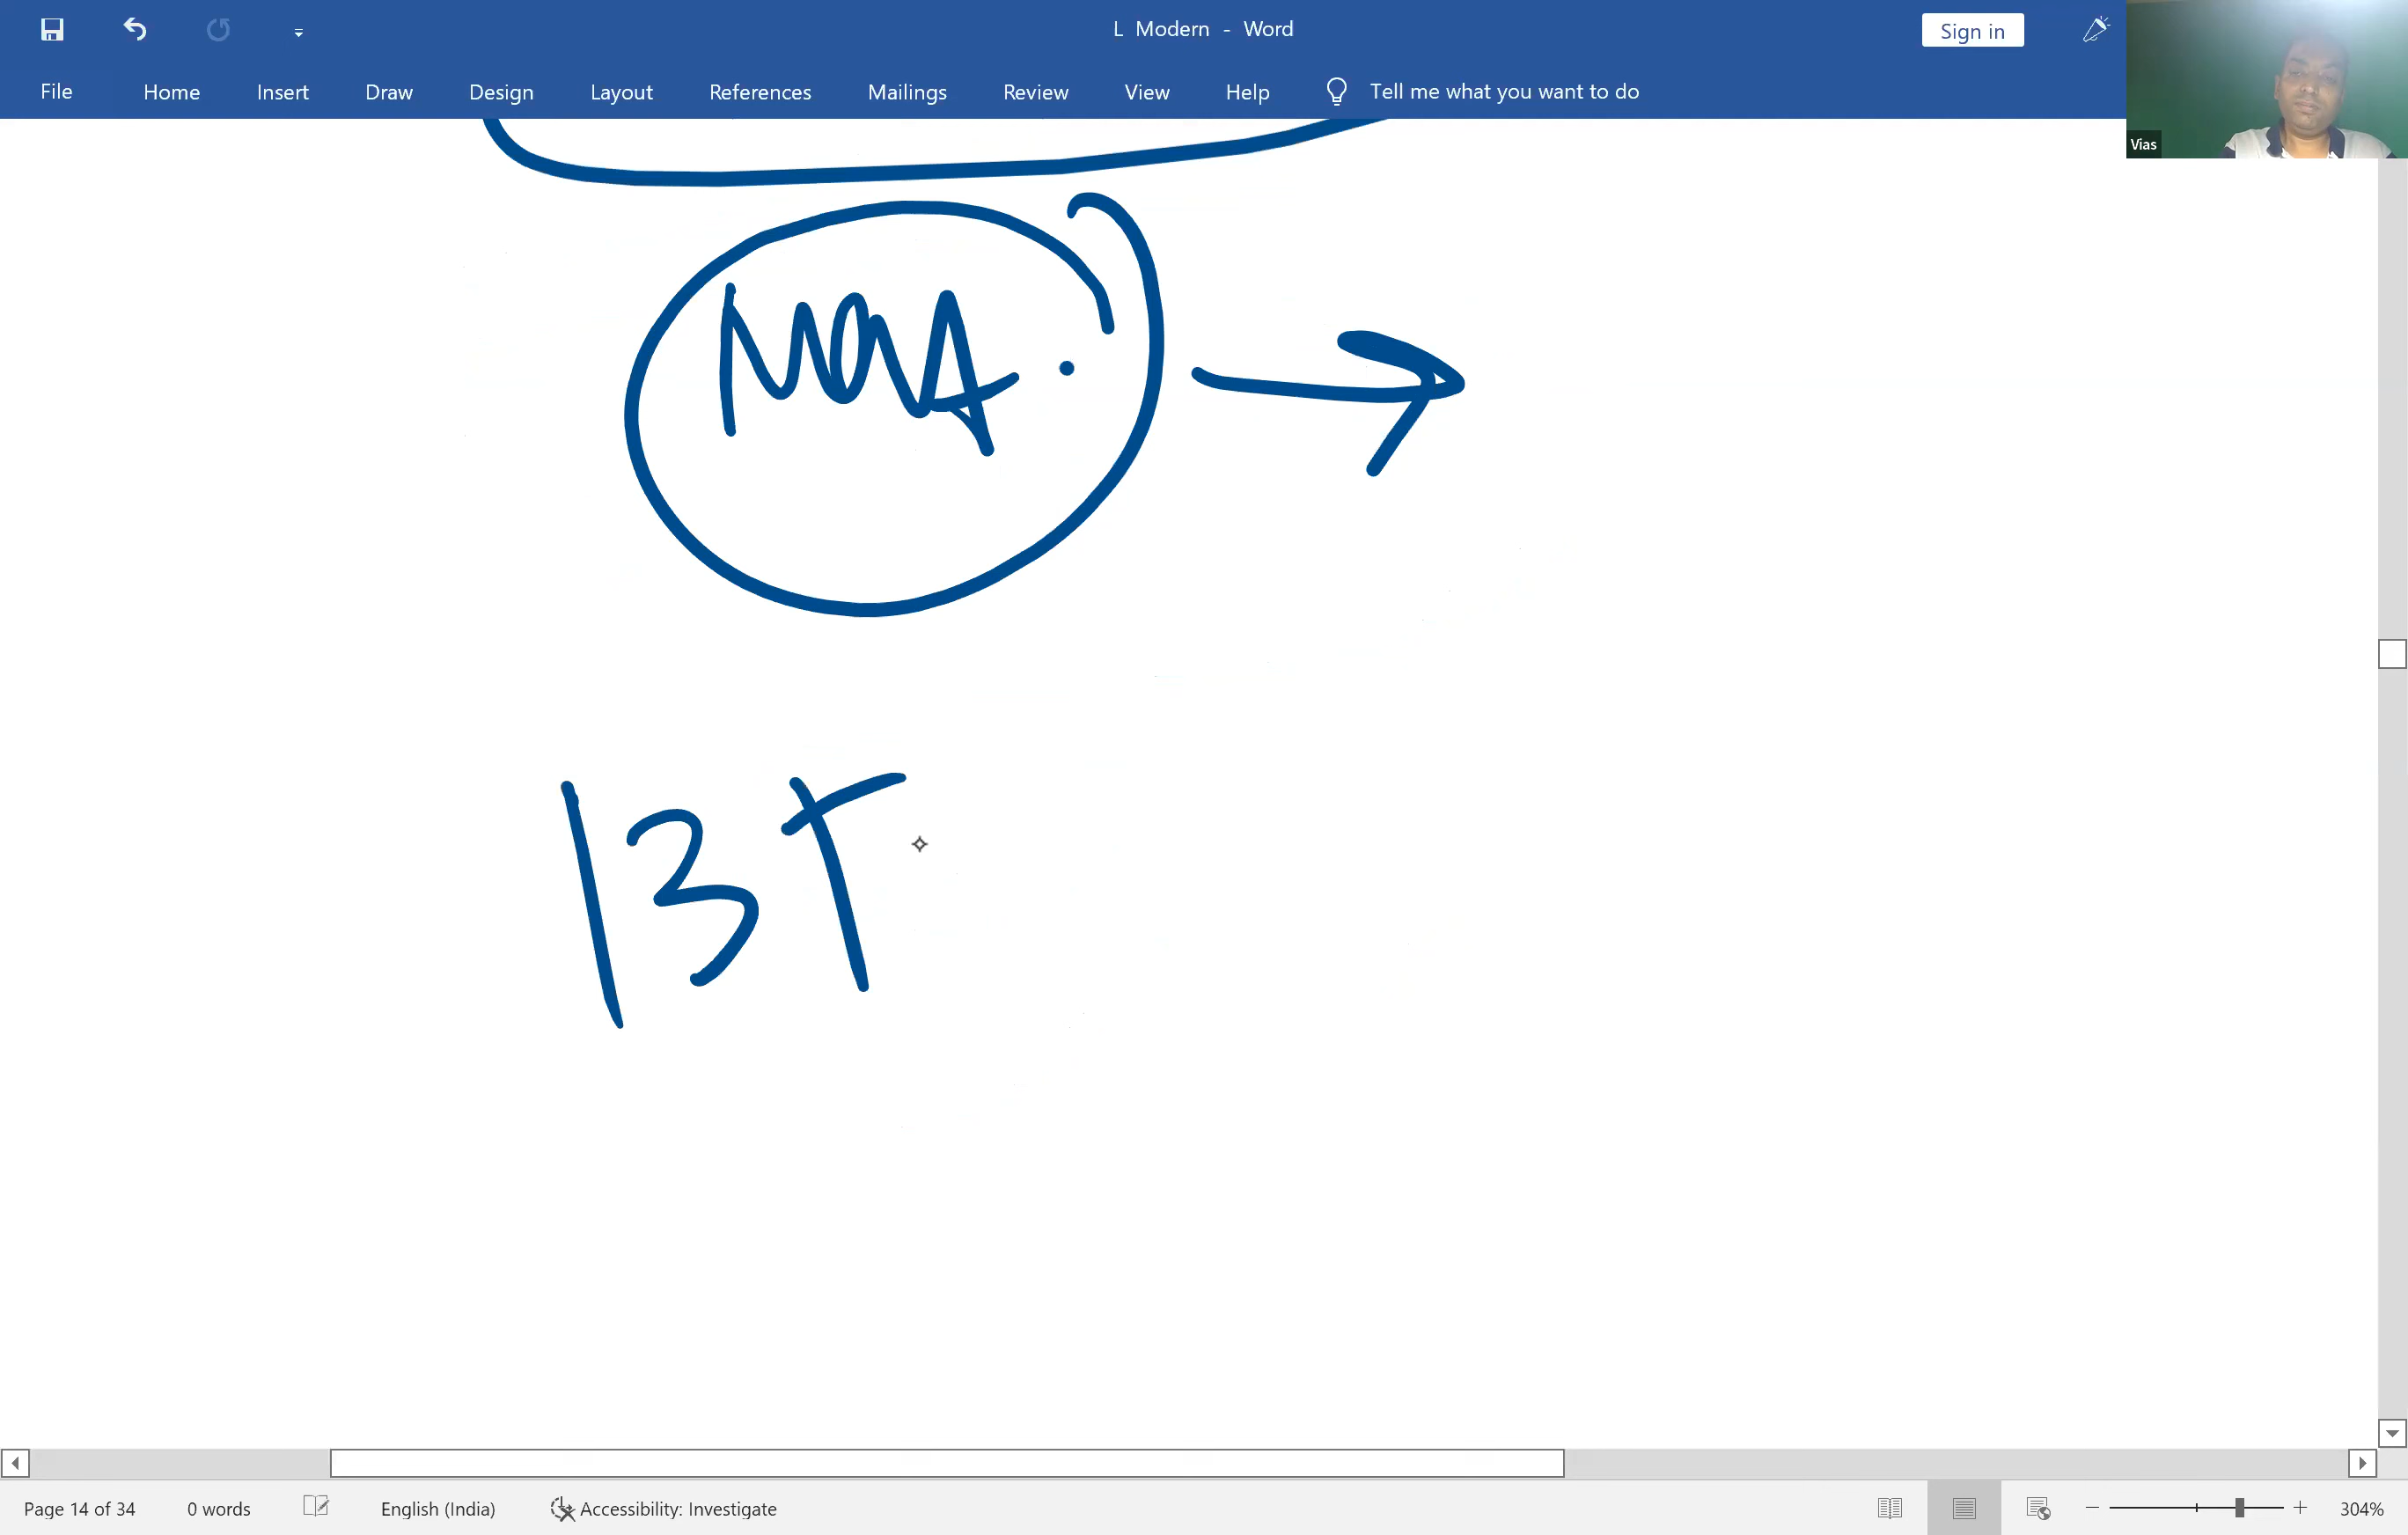 L Modern - Word
Sign in
File Home Insert Draw Design Layout References Mailings Review View Help Tell me what you want to do
Vias
13T
Page 14 of 34 0 words English (India) Accessibility: Investigate 304%